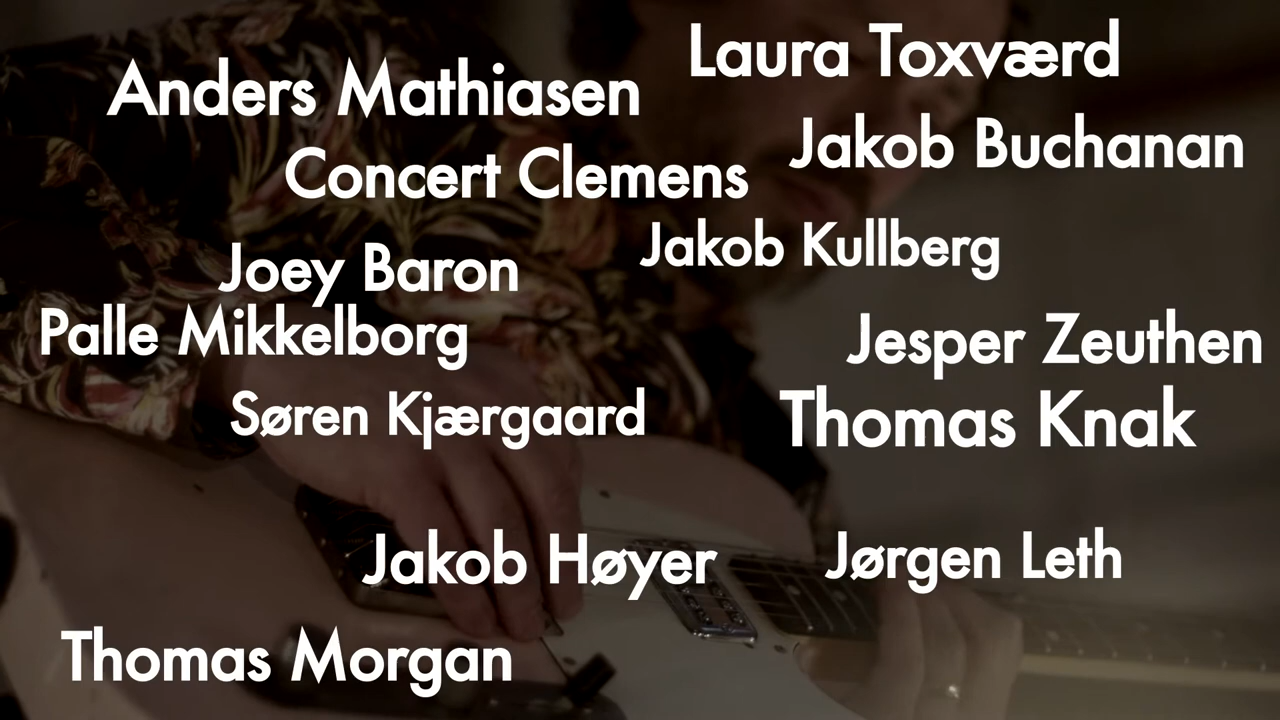 Laura Toxværd
Anders Mathiasen
Jakob Buchanan
Concert Clemens
Jakob Kullberg
Joey Baron
Palle Mikkelborg
Jesper Zeuthen
Søren Kjærgaard
Thomas Knak
Jakob Høyer
Jørgen Leth
Thomas Morgan